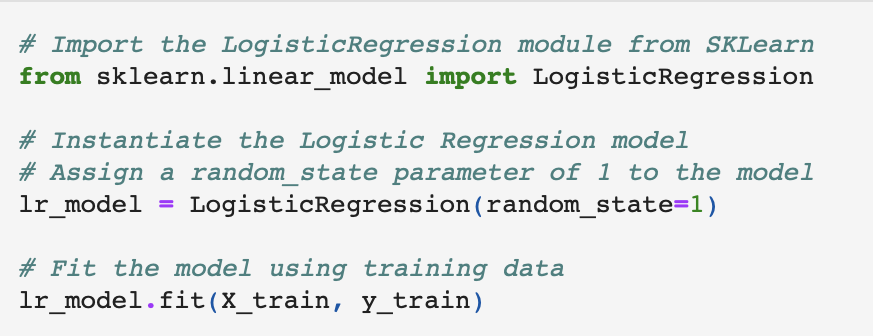 # Import the LogisticRegression module from SKLearn
from sklearn.linear_model import LogisticRegression
# Instantiate the Logistic Regression model
# Assign a random_state parameter of 1 to the model
lr_model = LogisticRegression(random_state=1)
# Fit the model using training data
lr_model.fit(X_train, y_train)